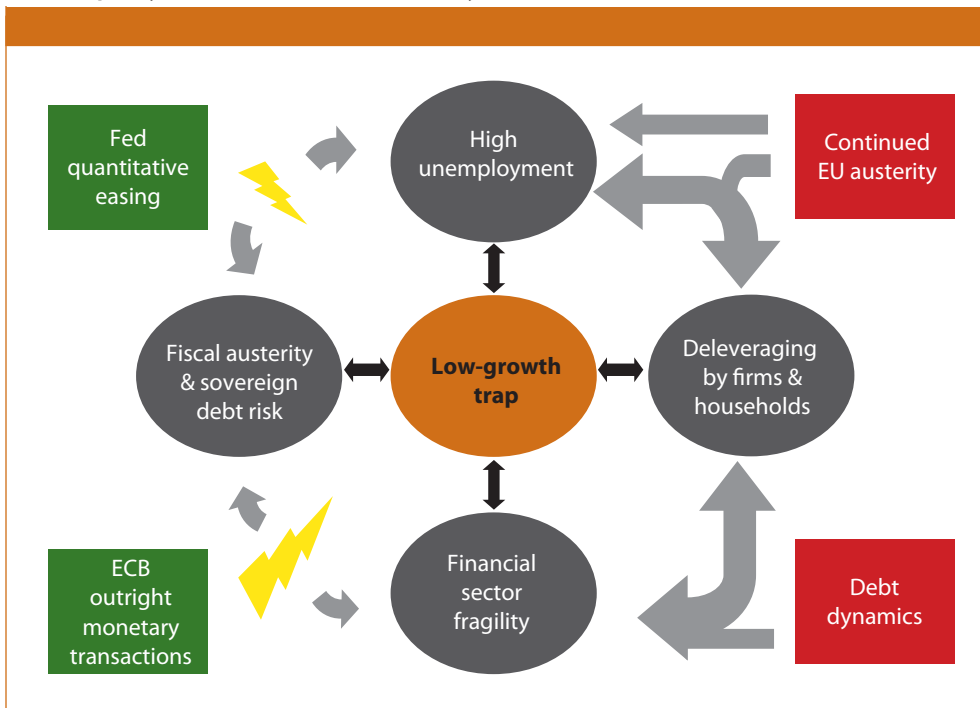 Fed
quantitative
easing
High
unemployment
Continued
EU austerity
Fiscal austerity
& sovereign
debt risk
Low-growth
trap
Deleveraging
by firms &
households
ECB
outright
monetary
transactions
Financial
sector
fragility
Debt
dynamics